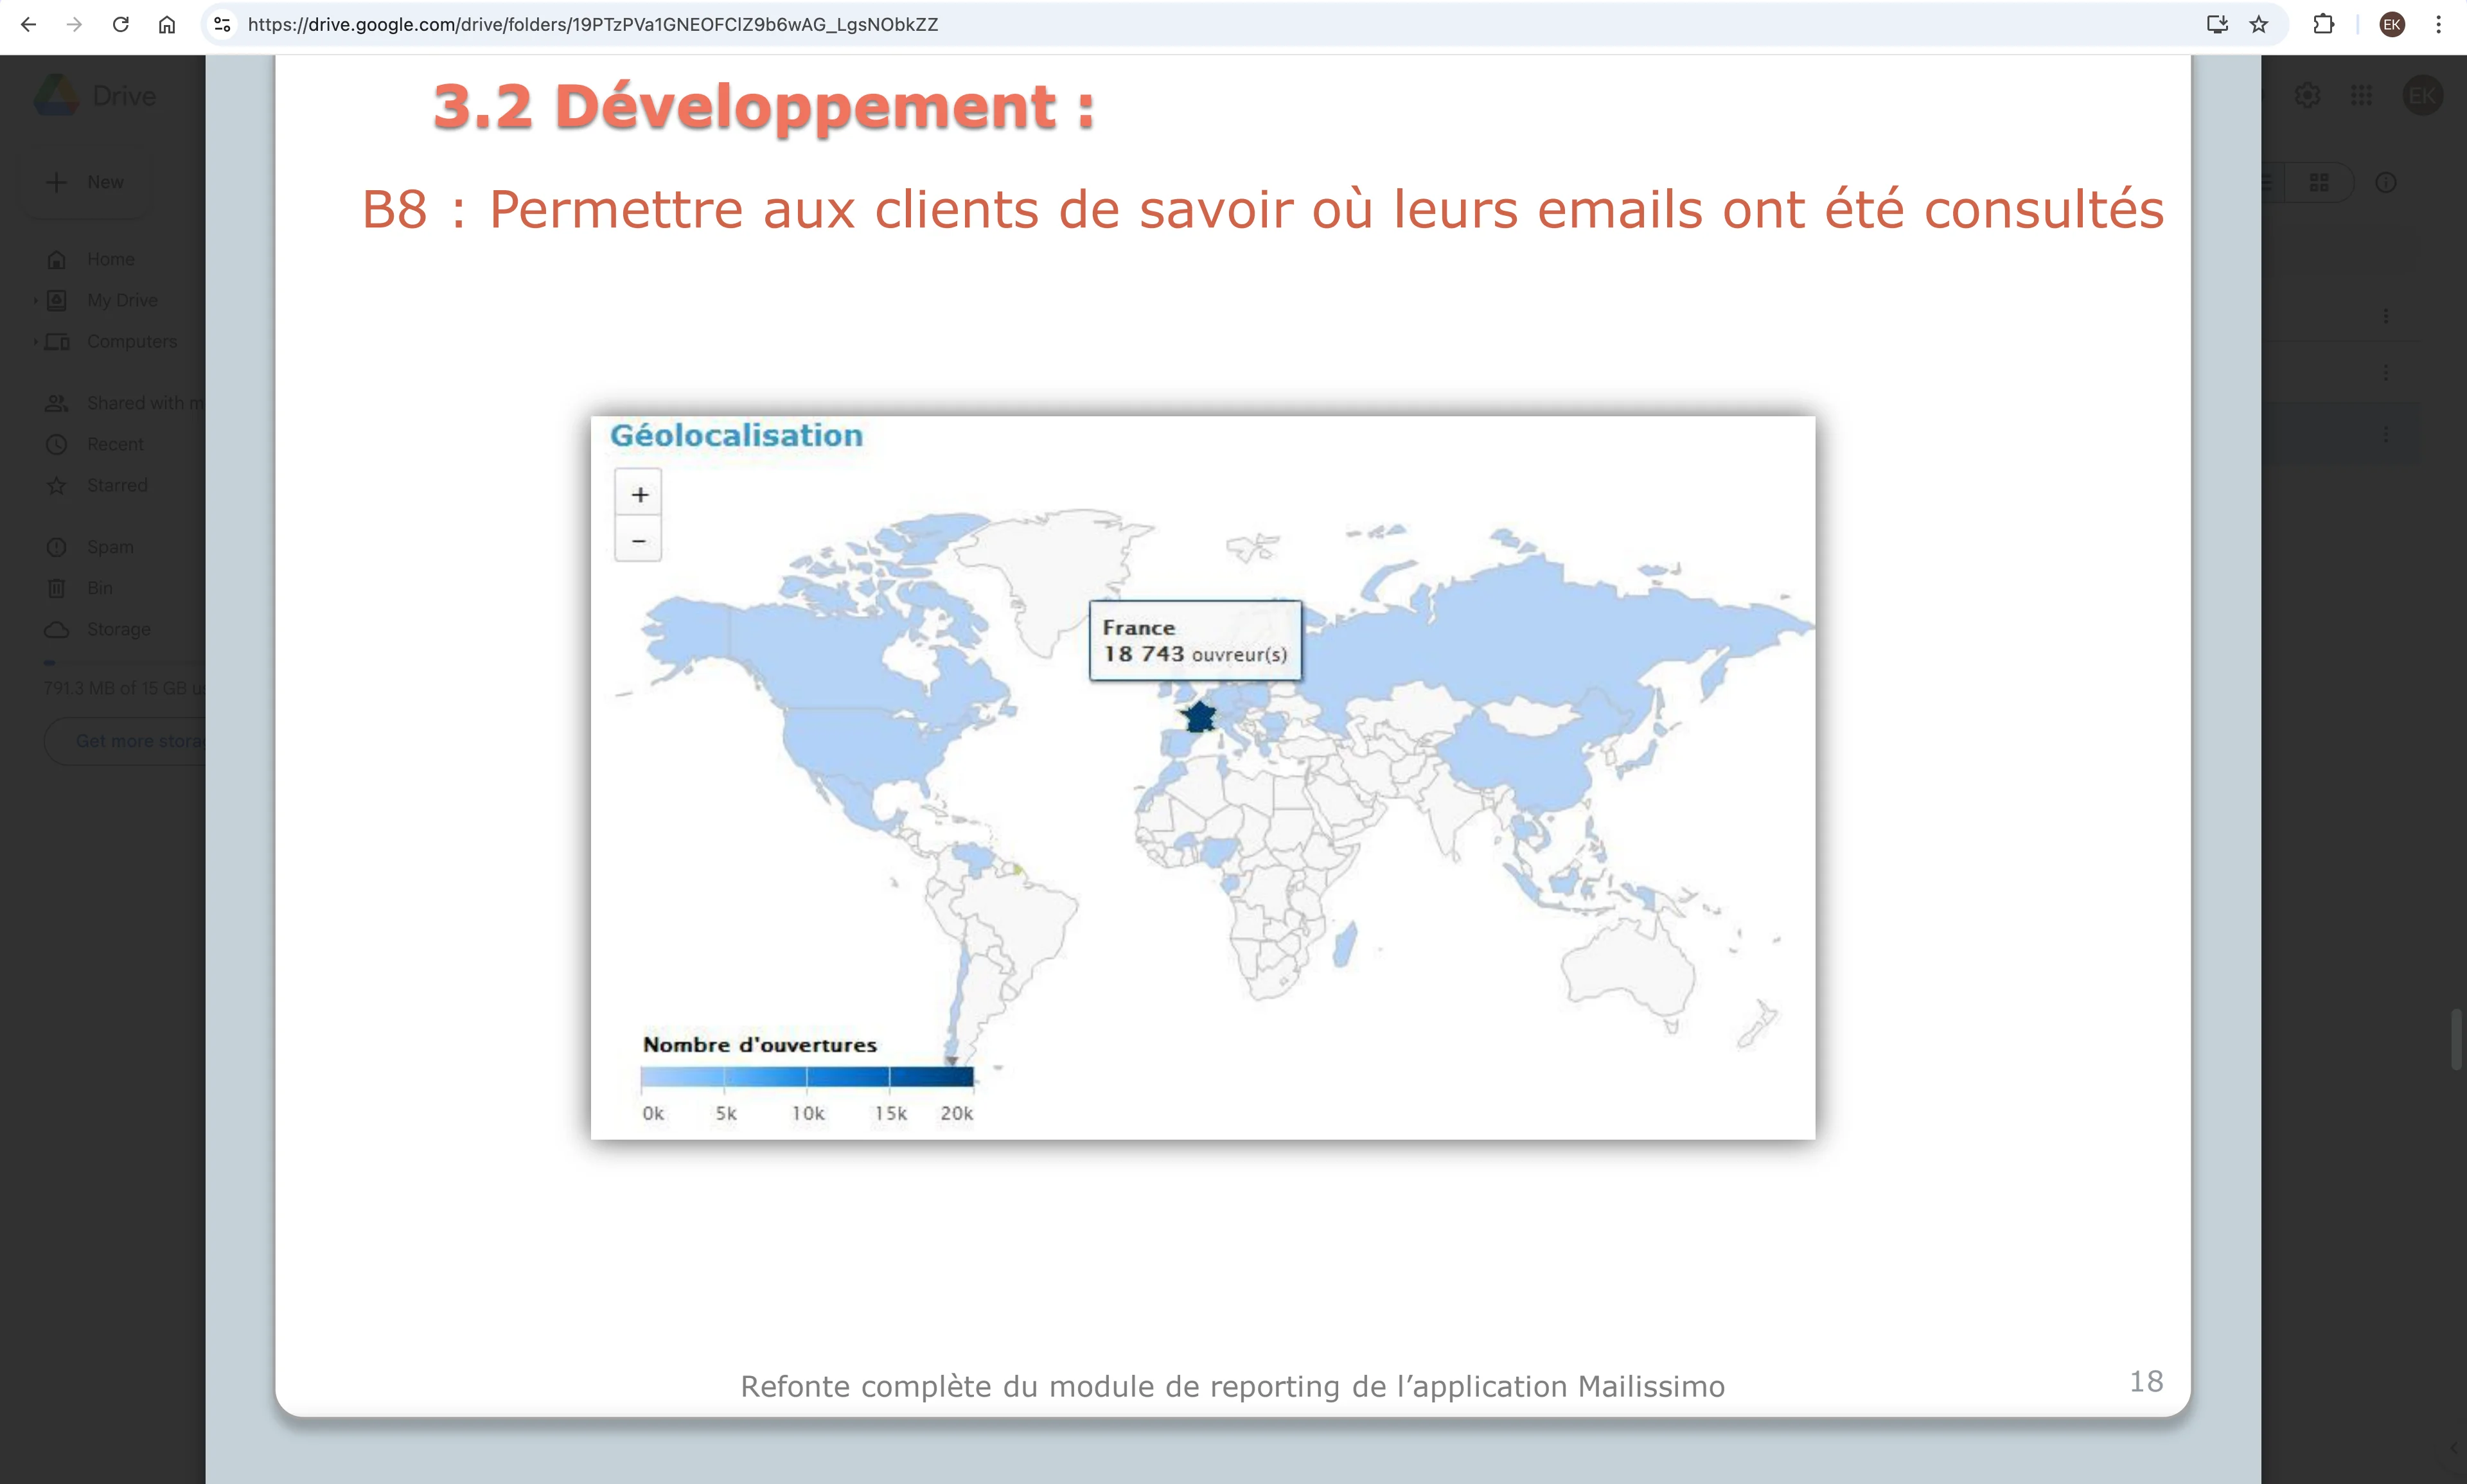 https://drive.google.com/drive/folders/19PTzPVa1GNEOFClZ9b6wAG_LgsNObkZZ
EK
Drive
EK
New
Home
My Drive
Computers
Shared with m
Recent
Starred
Spam
Bin
Storage
791.3 MB of 15 GB us
Get more storag
3.2 Développement :
B8 : Permettre aux clients de savoir où leurs emails ont été consultés
Géolocalisation
+
−
France
18 743 ouvreur(s)
Nombre d'ouvertures
0k 5k 10k 15k 20k
Refonte complète du module de reporting de l’application Mailissimo
18